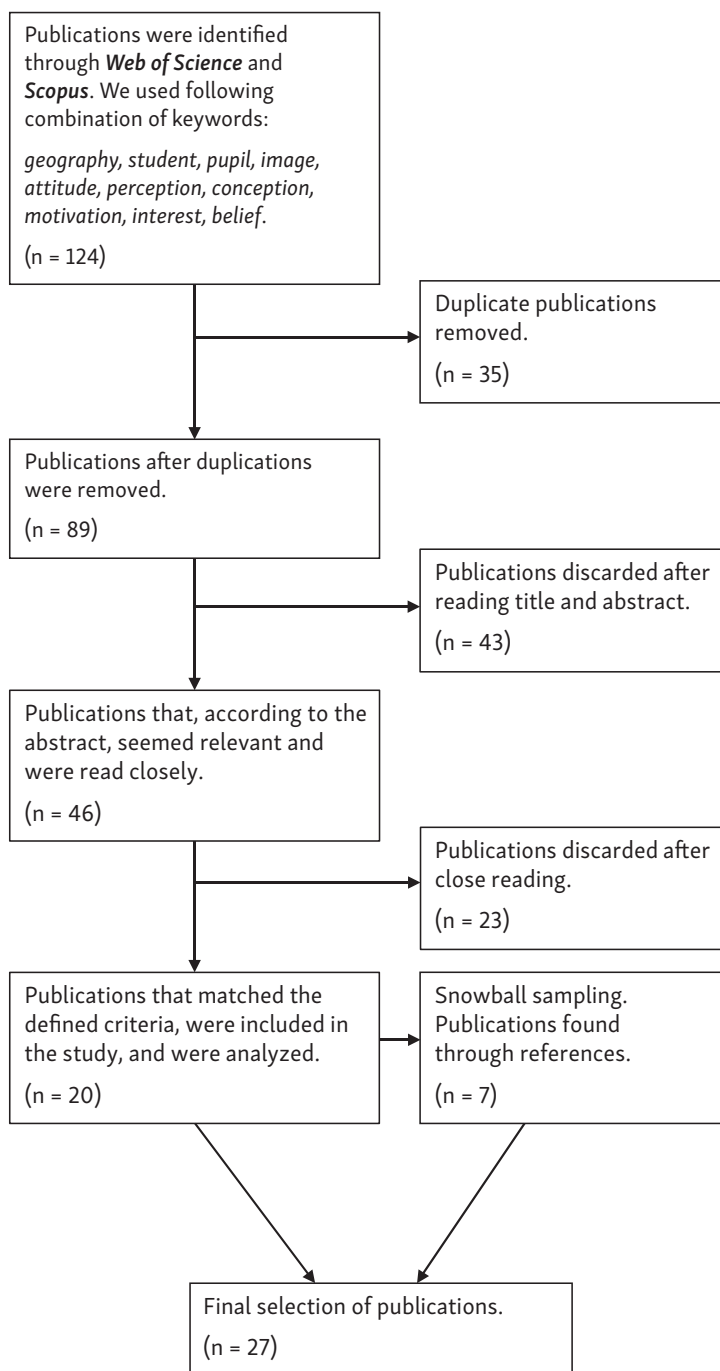 Publications were identified
through Web of Science and
Scopus. We used following
combination of keywords:
geography, student, pupil, image,
attitude, perception, conception,
motivation, interest, belief.
(n = 124)
Duplicate publications
removed.
(n = 35)
Publications after duplications
were removed.
(n = 89)
Publications discarded after
reading title and abstract.
(n = 43)
Publications that, according to the
abstract, seemed relevant and
were read closely.
(n = 46)
Publications discarded after
close reading.
(n = 23)
Publications that matched the
defined criteria, were included in
the study, and were analyzed.
(n = 20)
Snowball sampling.
Publications found
through references.
(n = 7)
Final selection of publications.
(n = 27)